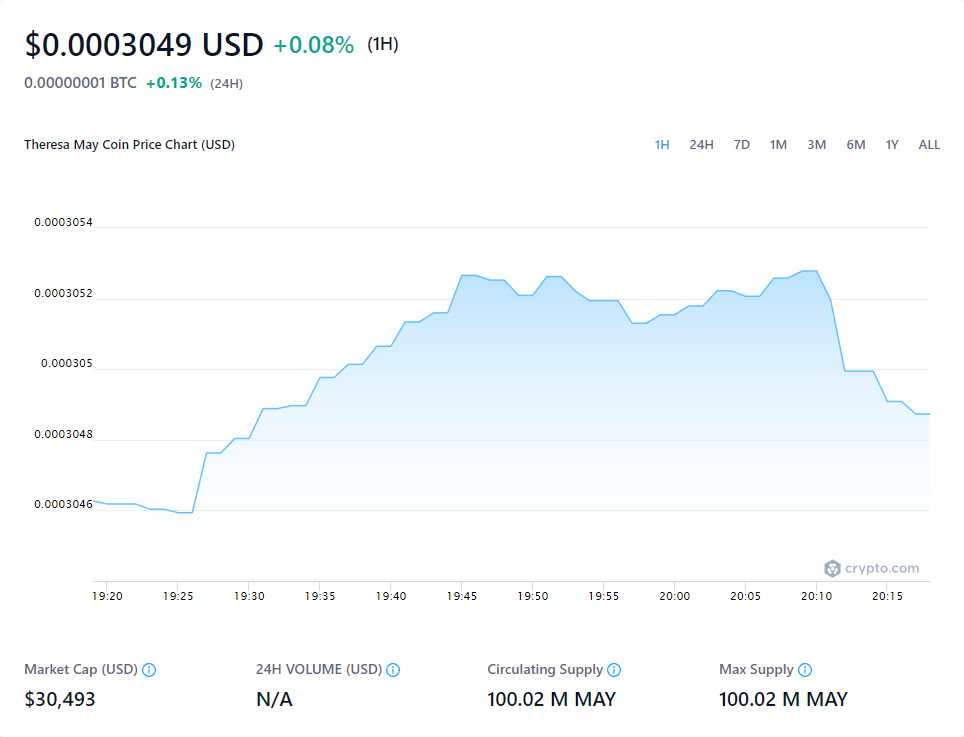 $0.0003049 USD +0.08% (1H)
0.00000001 BTC +0.13% (24H)
Theresa May Coin Price Chart (USD)
1H 24H 7D 1M 3M 6M 1Y ALL
0.0003054
0.0003052
0.000305
0.0003048
0.0003046
crypto.com
19:20 19:25 19:30 19:35 19:40 19:45 19:50 19:55 20:00 20:05 20:10 20:15
Market Cap (USD) 24H VOLUME (USD) Circulating Supply Max Supply
$30,493 N/A 100.02 M MAY 100.02 M MAY